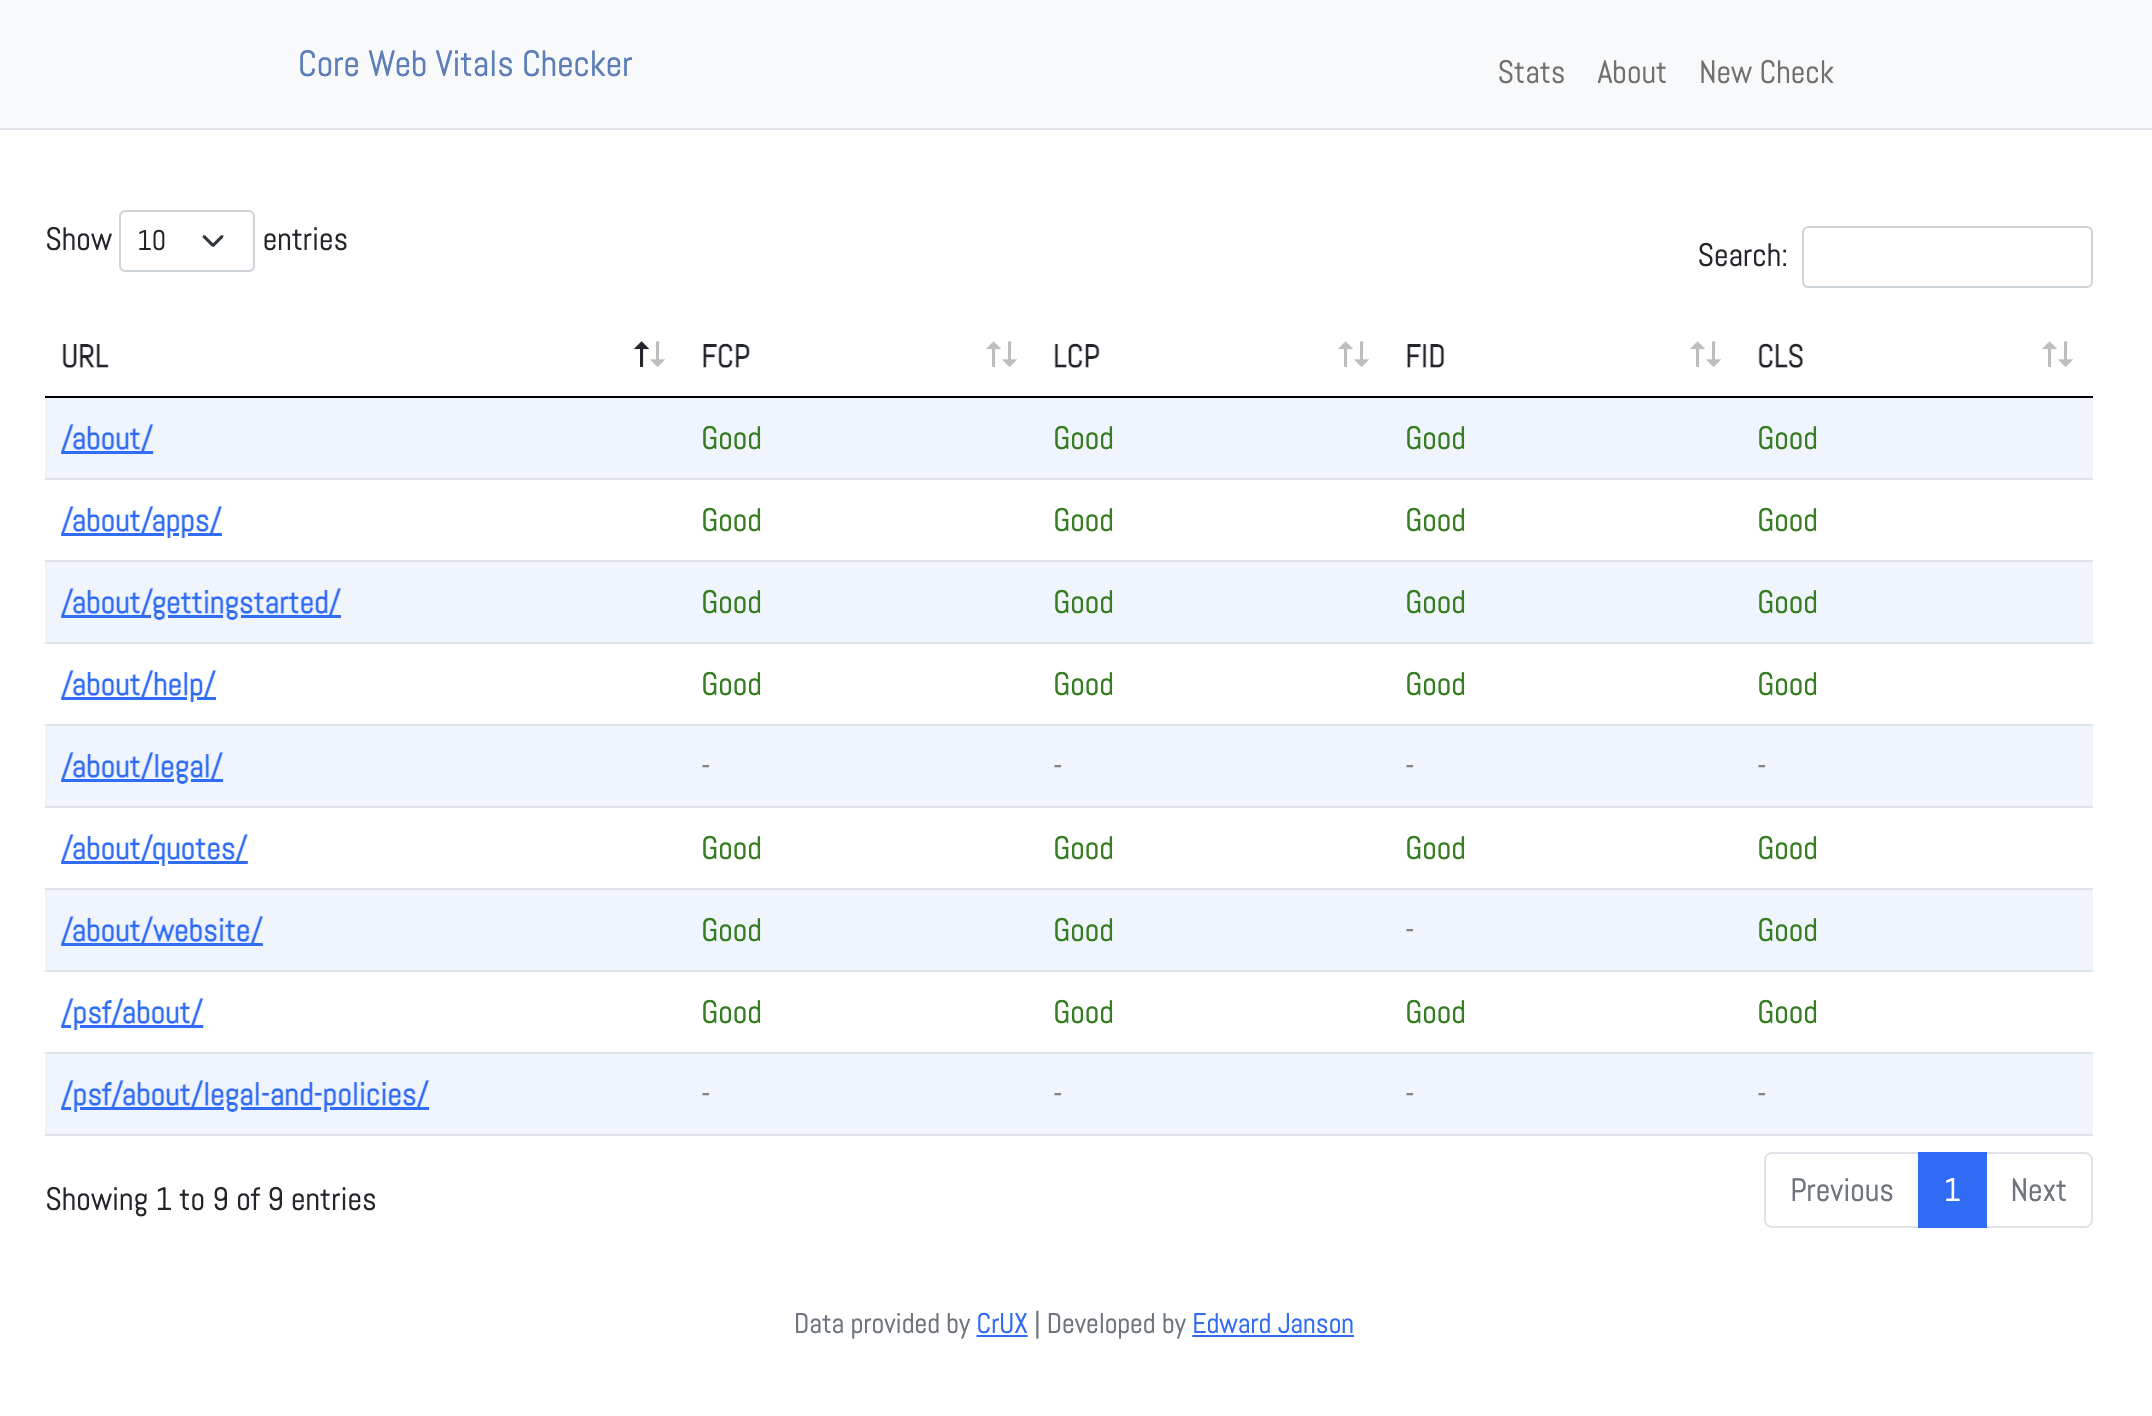 Core Web Vitals Checker
Stats About New Check
Show 10 entries
Search:
URL FCP LCP FID CLS
/about/ Good Good Good Good
/about/apps/ Good Good Good Good
/about/gettingstarted/ Good Good Good Good
/about/help/ Good Good Good Good
/about/legal/ - - - -
/about/quotes/ Good Good Good Good
/about/website/ Good Good - Good
/psf/about/ Good Good Good Good
/psf/about/legal-and-policies/ - - - -
Showing 1 to 9 of 9 entries
Previous 1 Next
Data provided by CrUX | Developed by Edward Janson